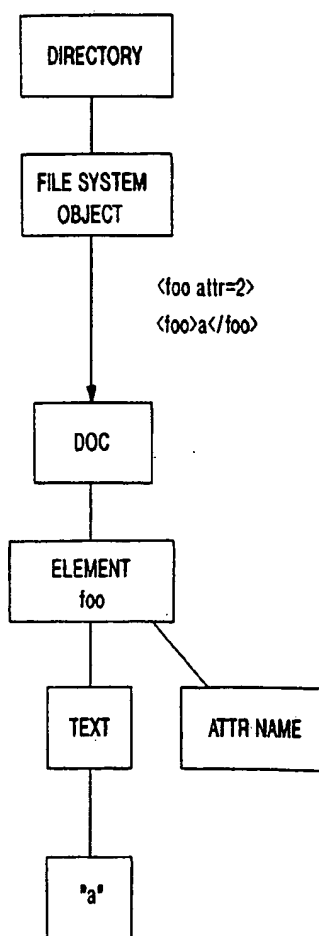 DIRECTORY
FILE SYSTEM
OBJECT
<foo attr=2>
<foo>a</foo>
DOC
ELEMENT
foo
TEXT
ATTR NAME
"a"